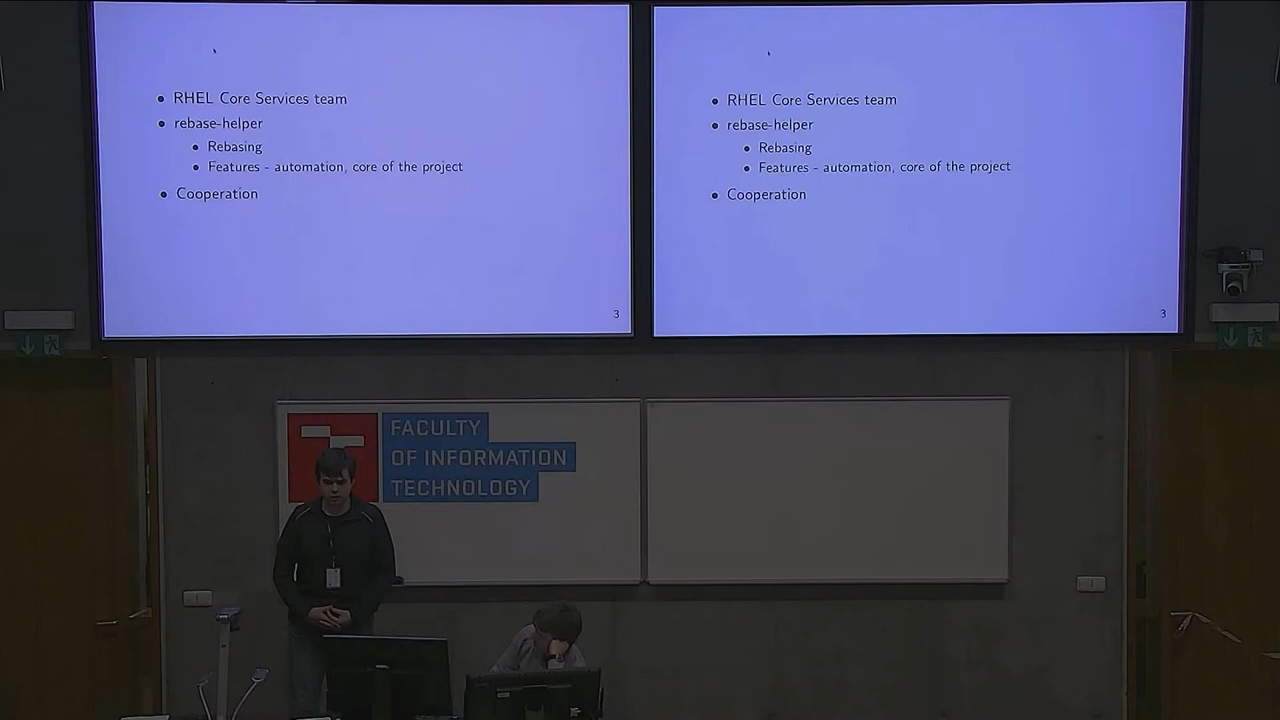 RHEL Core Services team
rebase-helper
Rebasing
Features - automation, core of the project
Cooperation
3
RHEL Core Services team
rebase-helper
Rebasing
Features - automation, core of the project
Cooperation
3
FACULTY
OF INFORMATION
TECHNOLOGY